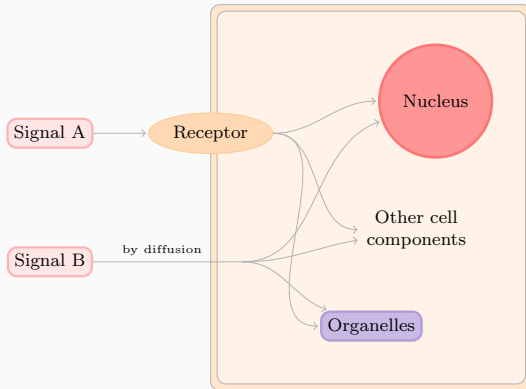 Nucleus
Signal A
Receptor
Other cell
components
by diffusion
Signal B
Organelles